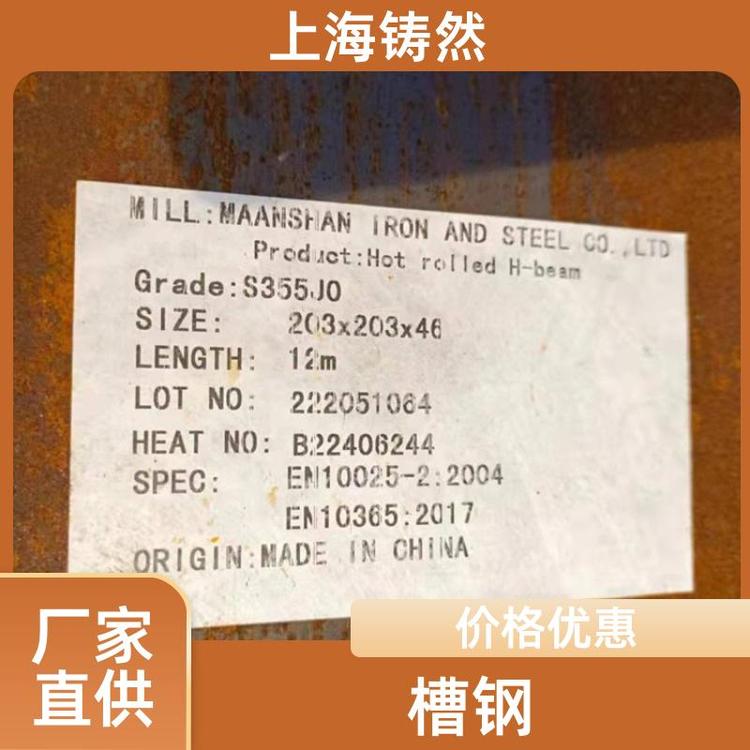 上海铸然
MILL:MAANSHAN IRON AND STEEL CO.,LTD
Product:Hot rolled H-beam
Grade:S355J0
SIZE: 203x203x46
LENGTH: 12m
LOT NO: 222051064
HEAT NO: B22406244
SPEC: EN10025-2:2004
EN10365:2017
ORIGIN:MADE IN CHINA
厂家
直供
价格优惠
槽钢